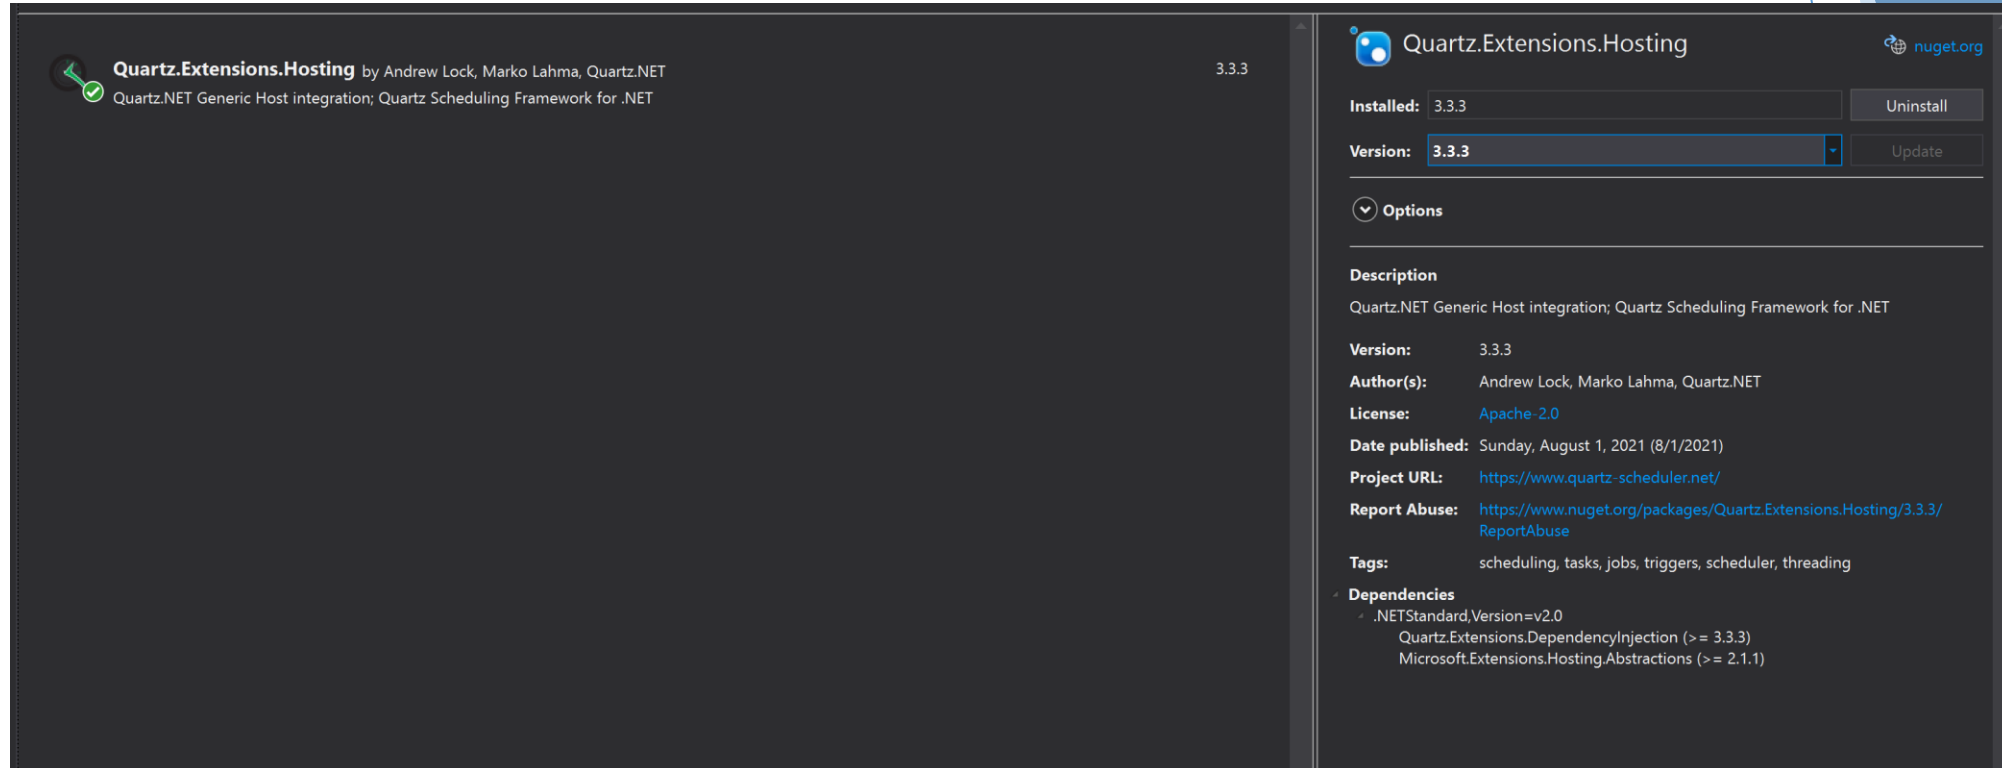 Quartz.Extensions.Hosting by Andrew Lock, Marko Lahma, Quartz.NET 3.3.3
Quartz.NET Generic Host integration; Quartz Scheduling Framework for .NET
Quartz.Extensions.Hosting nuget.org
Installed: 3.3.3 Uninstall
Version: 3.3.3 Update
Options
Description
Quartz.NET Generic Host integration; Quartz Scheduling Framework for .NET
Version: 3.3.3
Author(s): Andrew Lock, Marko Lahma, Quartz.NET
License: Apache-2.0
Date published: Sunday, August 1, 2021 (8/1/2021)
Project URL: https://www.quartz-scheduler.net/
Report Abuse: https://www.nuget.org/packages/Quartz.Extensions.Hosting/3.3.3/
ReportAbuse
Tags: scheduling, tasks, jobs, triggers, scheduler, threading
Dependencies
.NETStandard,Version=v2.0
Quartz.Extensions.DependencyInjection (>= 3.3.3)
Microsoft.Extensions.Hosting.Abstractions (>= 2.1.1)